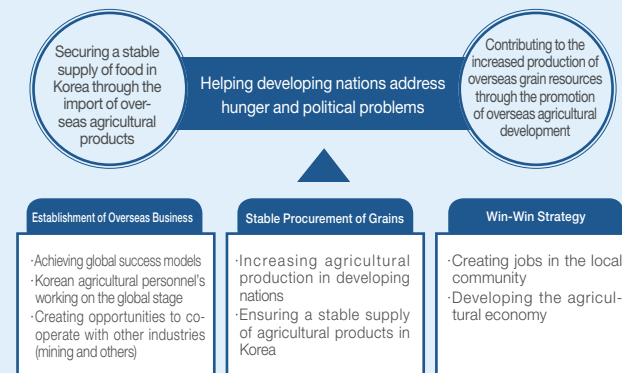 Securing a stable
supply of food in
Korea through the
import of over-
seas agricultural
products
Helping developing nations address
hunger and political problems
Contributing to the
increased production of
overseas grain resources
through the promotion
of overseas agricultural
development
Establishment of Overseas Business
·Achieving global success models
·Korean agricultural personnel's
working on the global stage
·Creating opportunities to co-
operate with other industries
(mining and others)
Stable Procurement of Grains
·Increasing agricultural
production in developing
nations
·Ensuring a stable supply
of agricultural products in
Korea
Win-Win Strategy
·Creating jobs in the local
community
·Developing the agricul-
tural economy